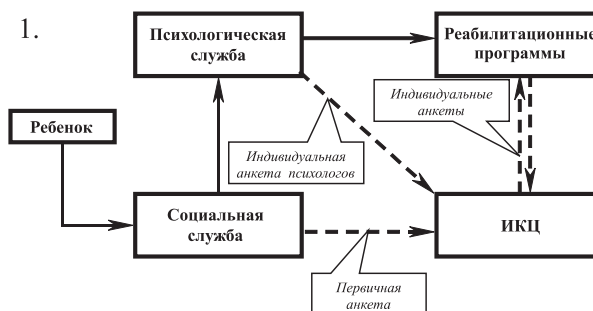 1.
Психологическая
служба
Реабилитационные
программы
Индивидуальные
анкеты
Ребенок
Индивидуальная
анкета психологов
Социальная
служба
ИКЦ
Первичная
анкета